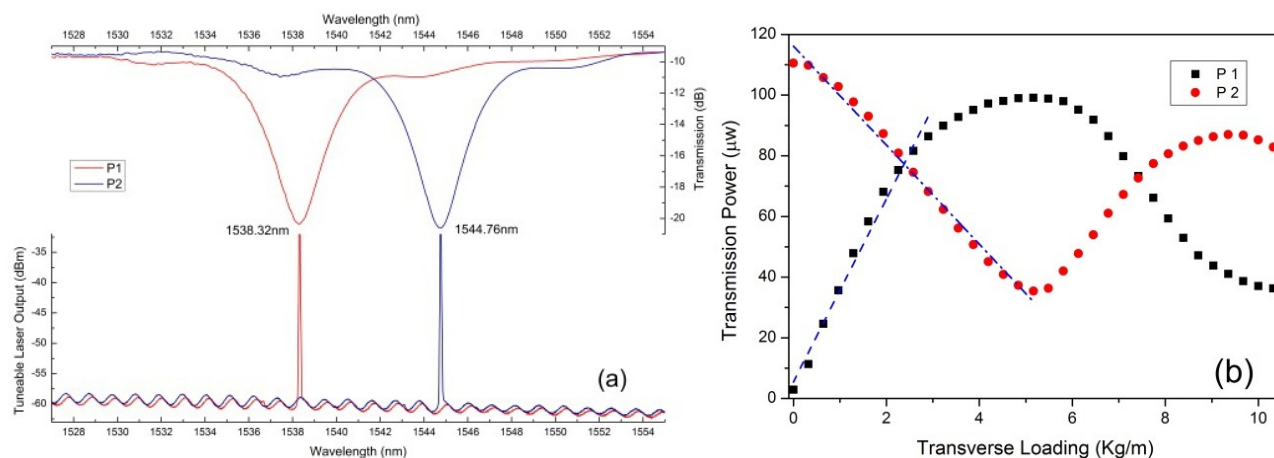 Wavelength (nm)
1528 1530 1532 1534 1536 1538 1540 1542 1544 1546 1548 1550 1552 1554
-10
-12
-14
-16
-18
-20
Transmission (dB)
P1
P2
1538.32nm
1544.76nm
-35
-40
-45
-50
-55
-60
Tuneable Laser Output (dBm)
(a)
1528 1530 1532 1534 1536 1538 1540 1542 1544 1546 1548 1550 1552 1554
Wavelength (nm)
120
100
80
60
40
20
0
Transmission Power (μw)
P 1
P 2
(b)
0 2 4 6 8 10
Transverse Loading (Kg/m)